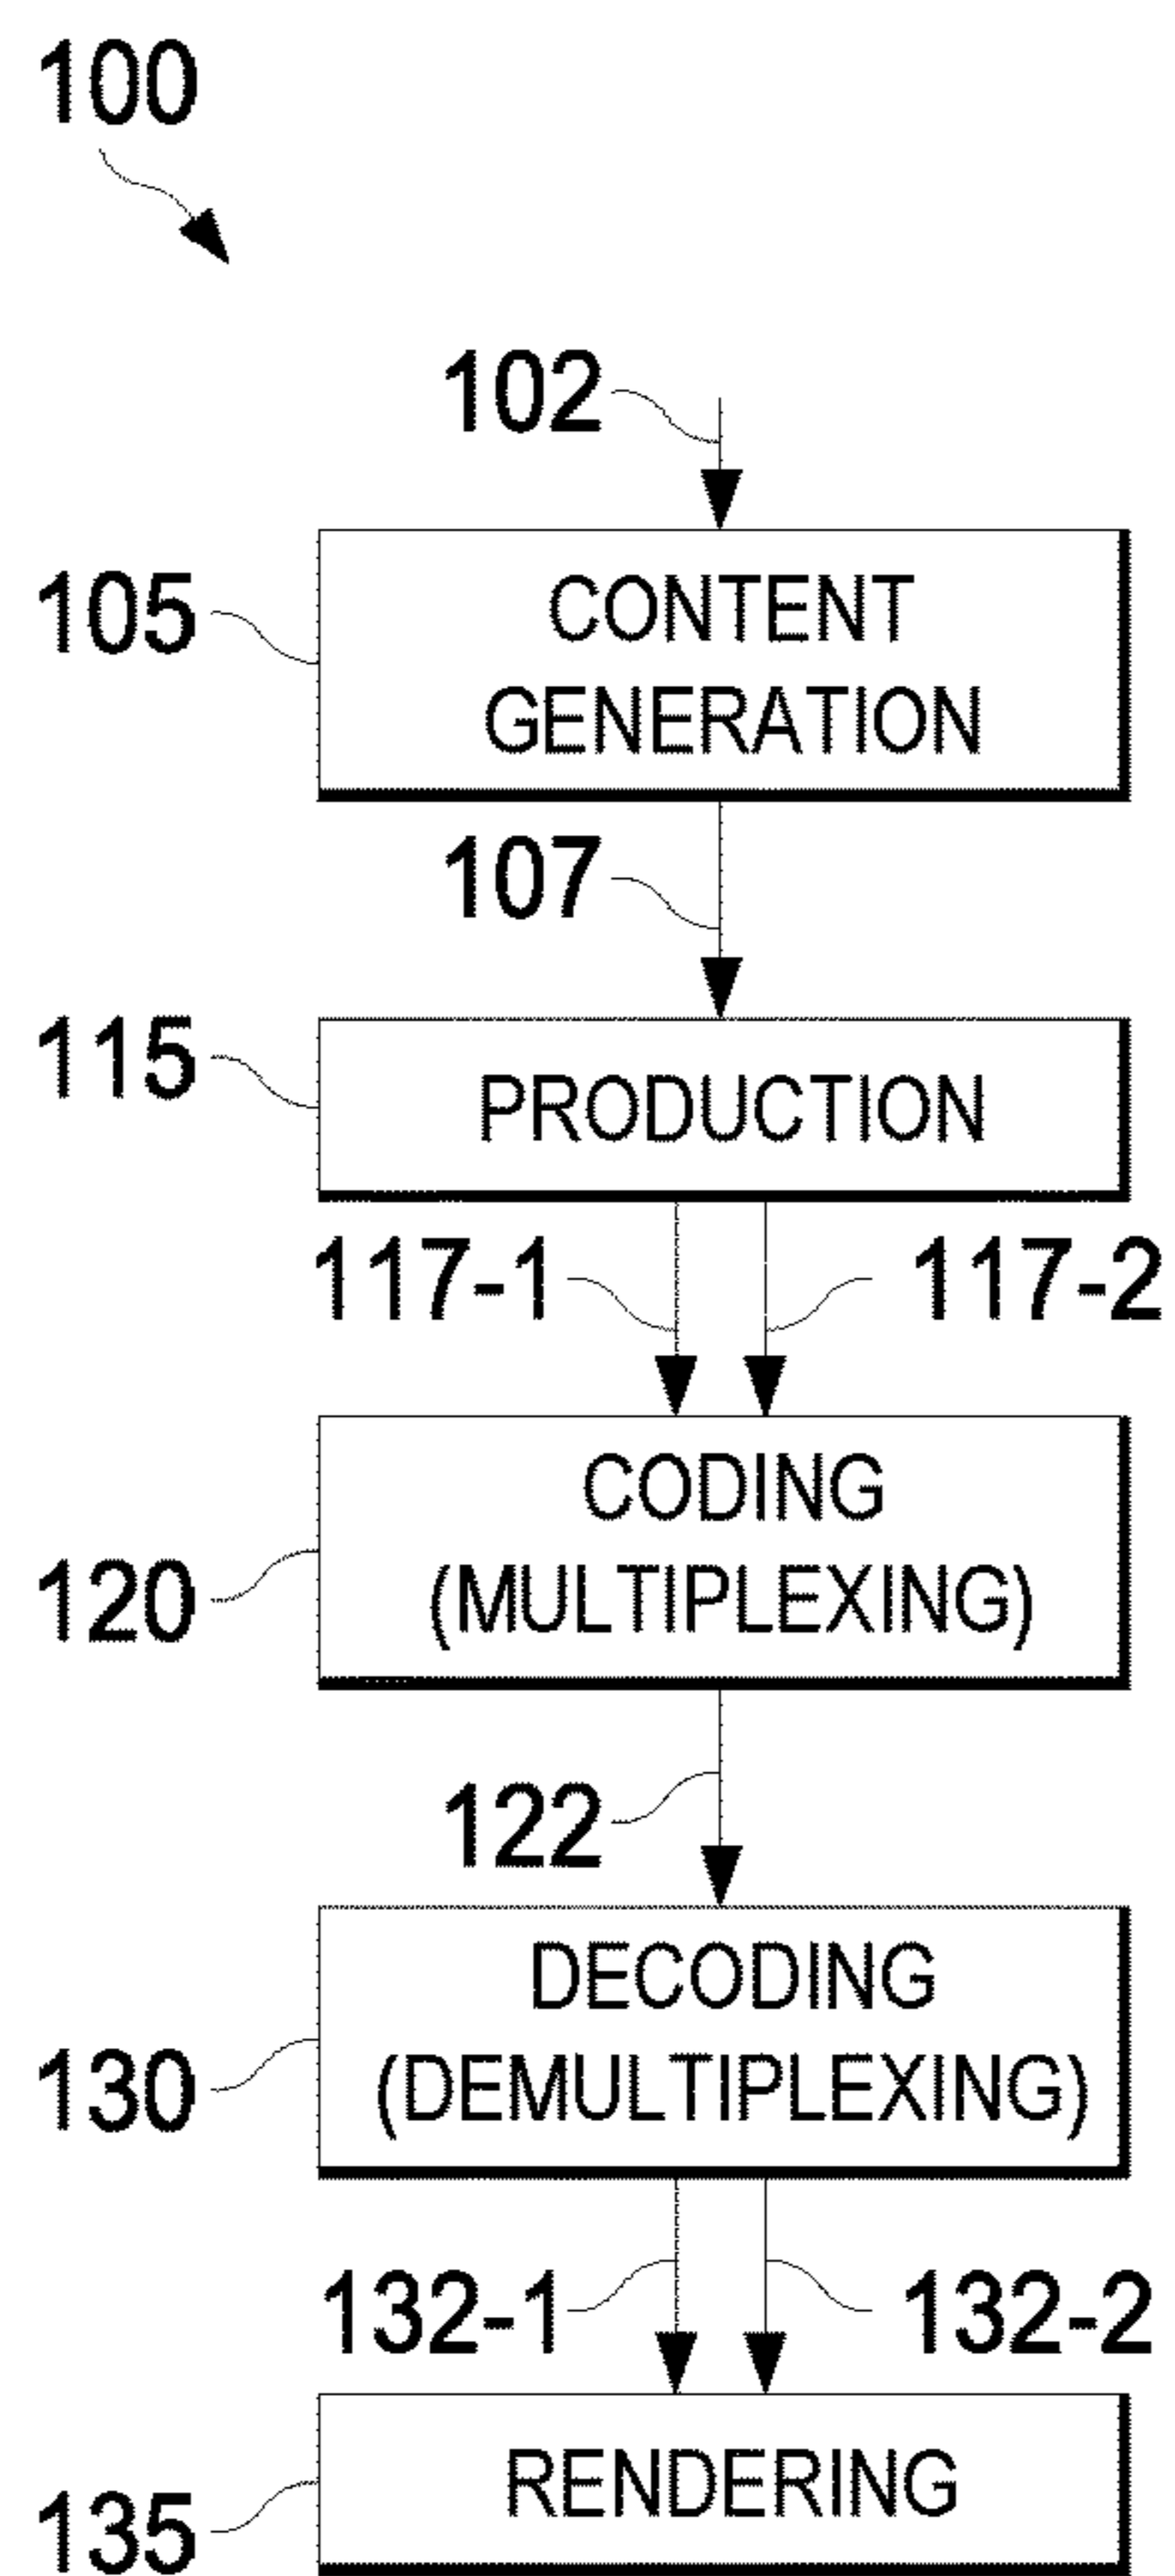 100
102
105
CONTENT
GENERATION
107
115
PRODUCTION
117-1 117-2
CODING
(MULTIPLEXING)
120
122
DECODING
(DEMULTIPLEXING)
130
132-1 132-2
RENDERING
135